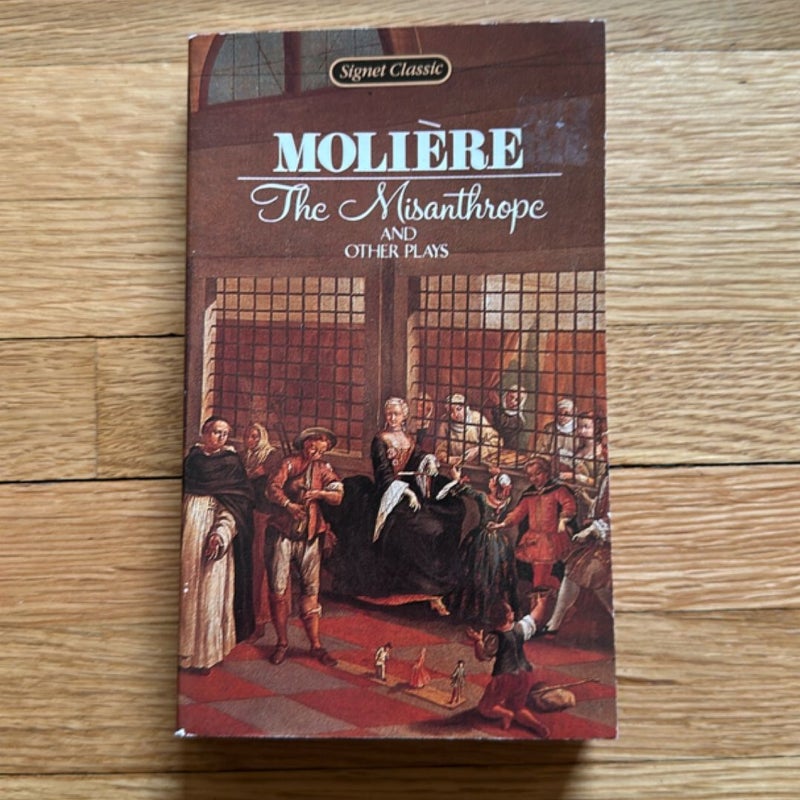 Signet Classic
MOLIÈRE
The Misanthrope
AND
OTHER PLAYS